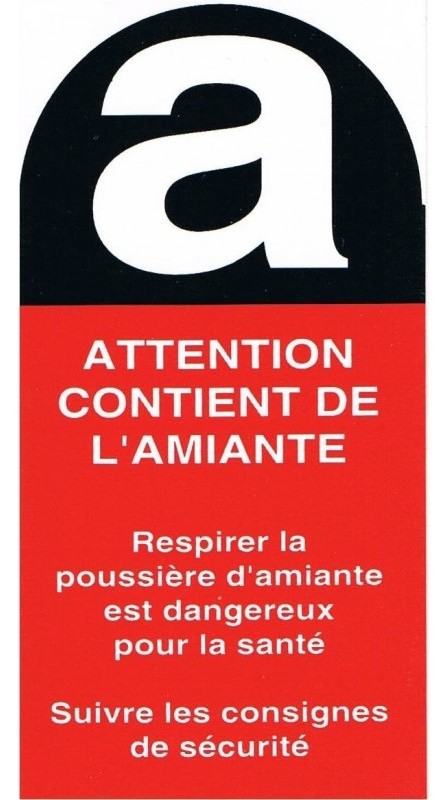 a
ATTENTION
CONTIENT DE
L'AMIANTE
Respirer la
poussière d'amiante
est dangereux
pour la santé
Suivre les consignes
de sécurité